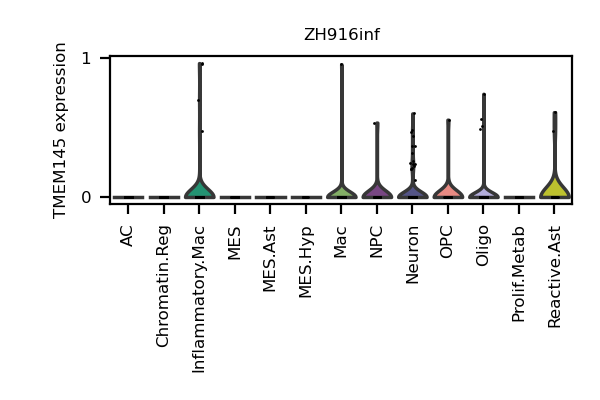 ZH916inf
TMEM145 expression
1
0
AC
Chromatin.Reg
Inflammatory.Mac
MES
MES.Ast
MES.Hyp
Mac
NPC
Neuron
OPC
Oligo
Prolif.Metab
Reactive.Ast